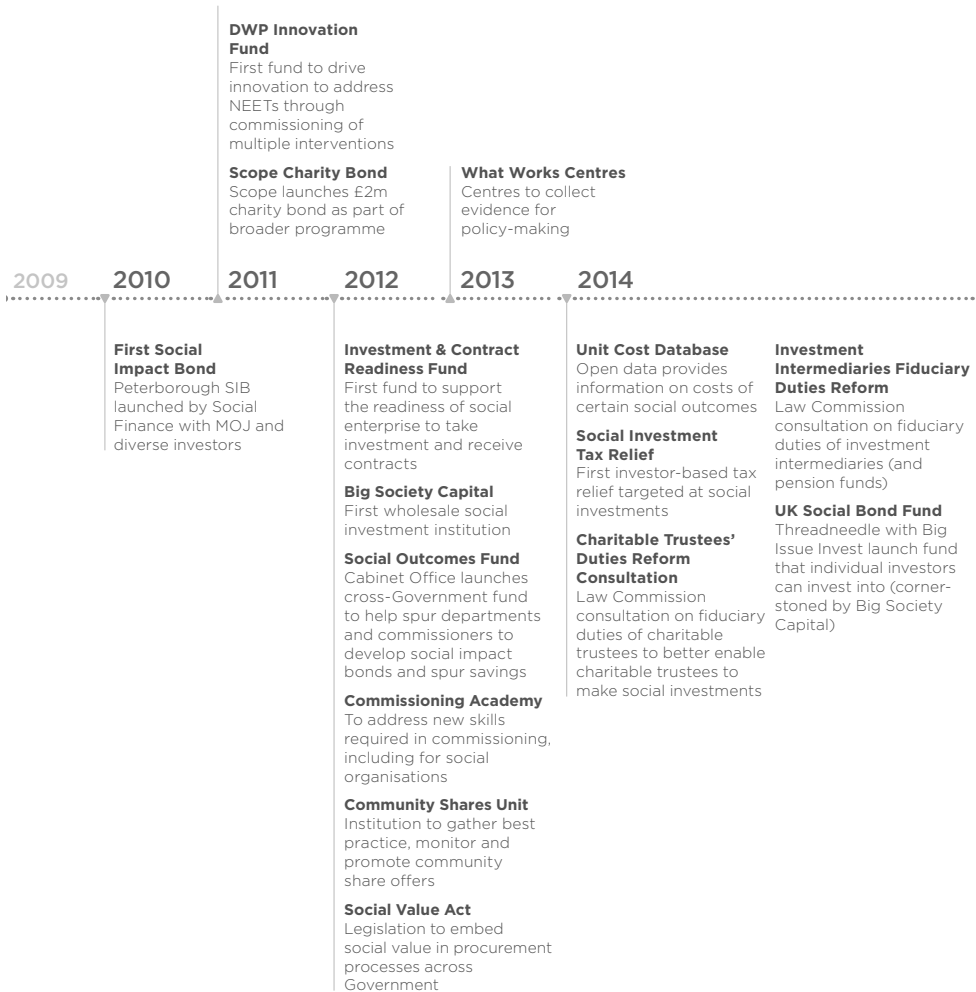 DWP Innovation
Fund
First fund to drive
innovation to address
NEETs through
commissioning of
multiple interventions
Scope Charity Bond
Scope launches £2m
charity bond as part of
broader programme
What Works Centres
Centres to collect
evidence for
policy-making
2009
2010
2011
2012
2013
2014
First Social
Impact Bond
Peterborough SIB
launched by Social
Finance with MOJ and
diverse investors
Investment & Contract
Readiness Fund
First fund to support
the readiness of social
enterprise to take
investment and receive
contracts
Big Society Capital
First wholesale social
investment institution
Social Outcomes Fund
Cabinet Office launches
cross-Government fund
to help spur departments
and commissioners to
develop social impact
bonds and spur savings
Commissioning Academy
To address new skills
required in commissioning,
including for social
organisations
Community Shares Unit
Institution to gather best
practice, monitor and
promote community
share offers
Social Value Act
Legislation to embed
social value in procurement
processes across
Government
Unit Cost Database
Open data provides
information on costs of
certain social outcomes
Social Investment
Tax Relief
First investor-based tax
relief targeted at social
investments
Charitable Trustees’
Duties Reform
Consultation
Law Commission
consultation on fiduciary
duties of charitable
trustees to better enable
charitable trustees to
make social investments
Investment
Intermediaries Fiduciary
Duties Reform
Law Commission
consultation on fiduciary
duties of investment
intermediaries (and
pension funds)
UK Social Bond Fund
Threadneedle with Big
Issue Invest launch fund
that individual investors
can invest into (corner-
stoned by Big Society
Capital)